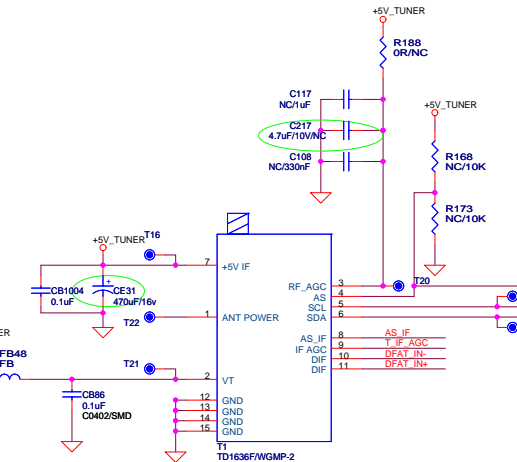 +5V_TUNER
R188
0R/NC
C117
NC/1uF
C217
4.7uF/10V/NC
C108
NC/330nF
+5V_TUNER
R168
NC/10K
R173
NC/10K
+5V_TUNER
T16
CB1004
0.1uF
CE31
470uF/16v
T22
T21
FB48
FB
CB86
0.1uF
C0402/SMD
7
+5V IF
1
ANT POWER
2
VT
12
GND
13
GND
14
GND
15
GND
RF_AGC
3
T20
AS
4
SCL
5
SDA
6
AS_IF
8
AS_IF
IF AGC
9
T_IF_AGC
DIF
10
DFAT_IN-
DIF
11
DFAT_IN+
T1
TD1636F/WGMP-2